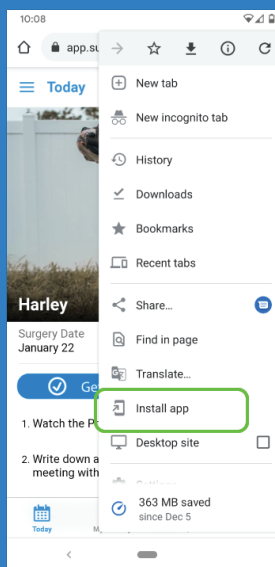 10:08
app.su
New tab
Today
New incognito tab
History
Downloads
Bookmarks
Recent tabs
Harley
Share...
Surgery Date
January 22
Find in page
Translate...
Ge
Install app
1. Watch the P
Desktop site
2. Write down a
meeting with
Settings
363 MB saved
since Dec 5
Today
M